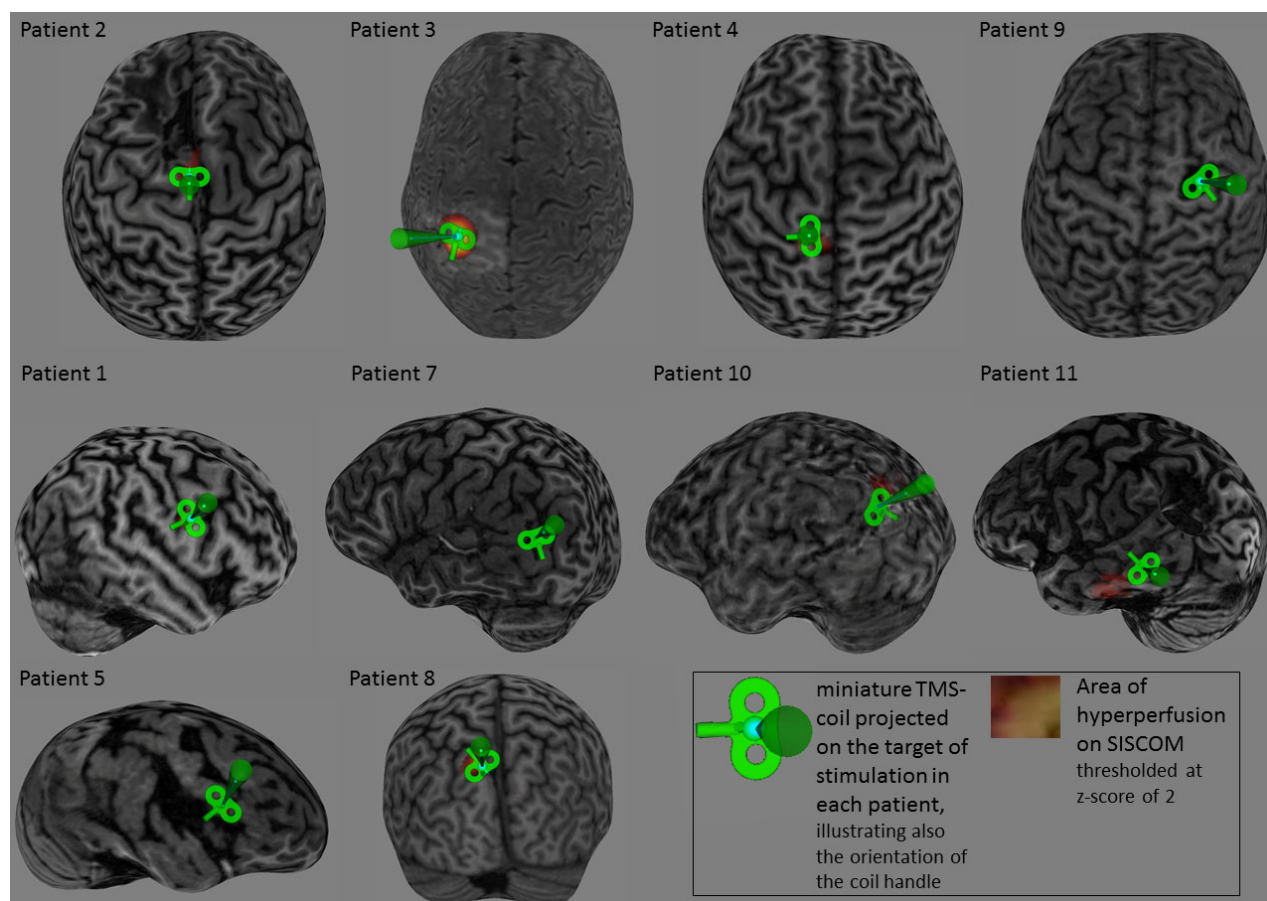 Patient 2
Patient 3
Patient 4
Patient 9
Patient 1
Patient 7
Patient 10
Patient 11
Patient 5
Patient 8
miniature TMS-
coil projected
on the target of
stimulation in
each patient,
illustrating also
the orientation of
the coil handle
Area of
hyperperfusion
on SISCOM
thresholded at
z-score of 2